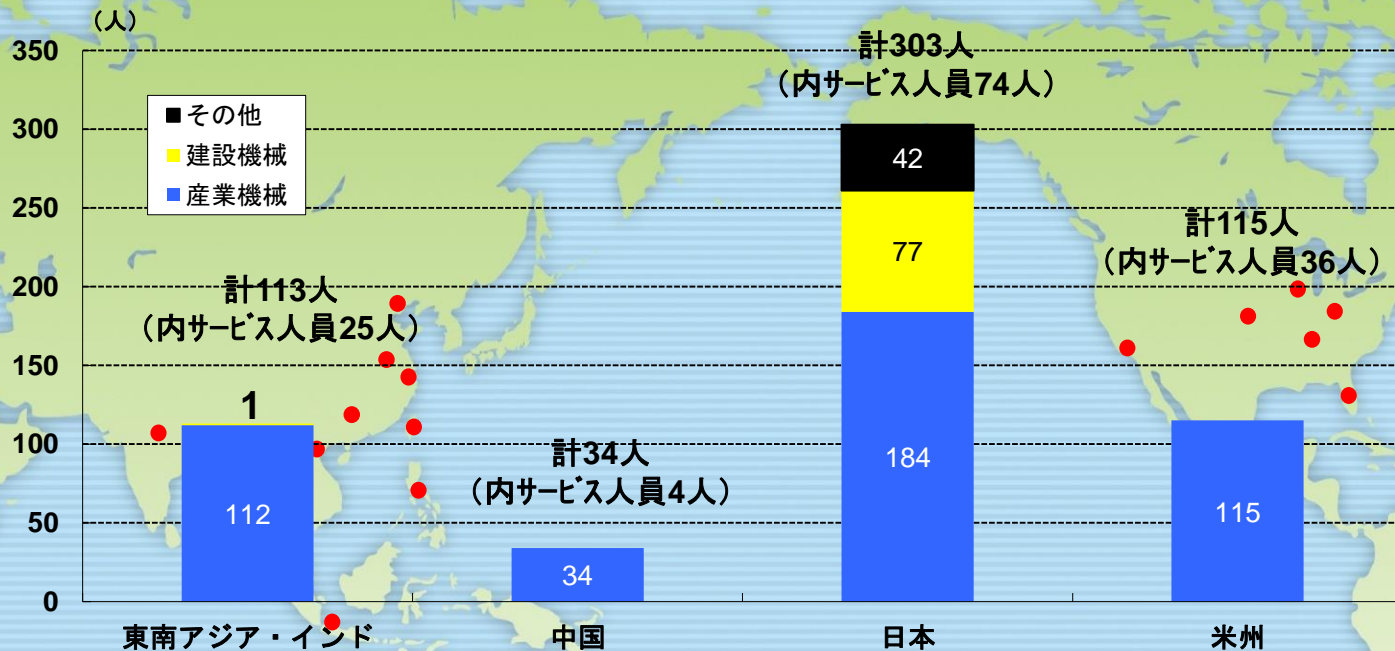 (人)
350
300
250
200
150
100
50
0
その他
建設機械
産業機械
計113人
(内サービス人員25人)
1
112
計34人
(内サービス人員4人)
34
計303人
(内サービス人員74人)
42
77
184
計115人
(内サービス人員36人)
115
東南アジア・インド
中国
日本
米州